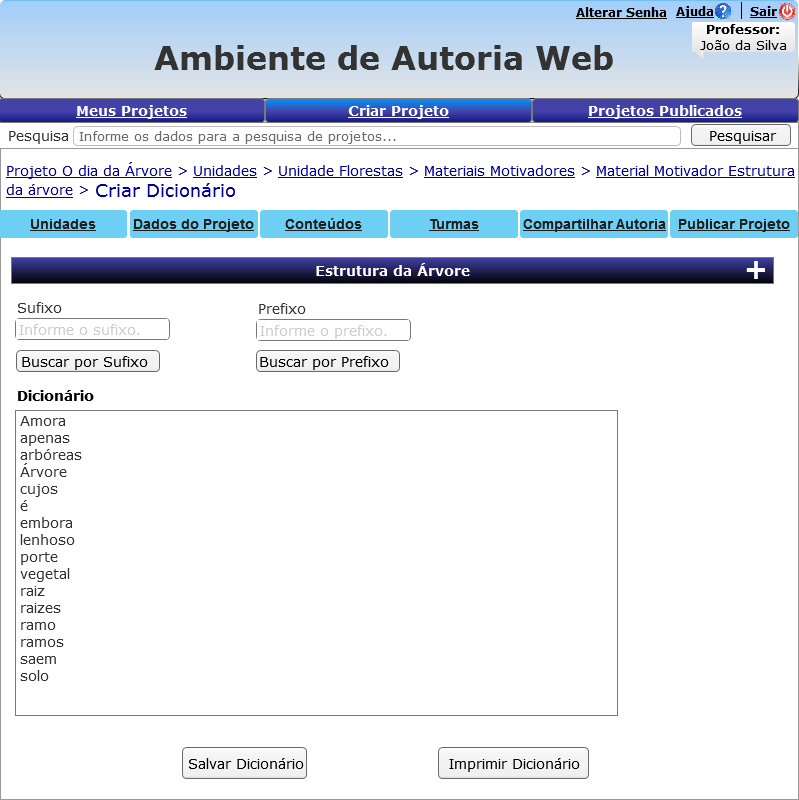 Alterar Senha Ajuda? Sair
Professor:
João da Silva
Ambiente de Autoria Web
Meus Projetos Criar Projeto Projetos Publicados
Pesquisa Informe os dados para a pesquisa de projetos... Pesquisar
Projeto O dia da Árvore > Unidades > Unidade Florestas > Materiais Motivadores > Material Motivador Estrutura
da árvore > Criar Dicionário
Unidades Dados do Projeto Conteúdos Turmas Compartilhar Autoria Publicar Projeto
Estrutura da Árvore +
Sufixo Prefixo
Informe o sufixo. Informe o prefixo.
Buscar por Sufixo Buscar por Prefixo
Dicionário
Amora
apenas
arbóreas
Árvore
cujos
é
embora
lenhoso
porte
vegetal
raiz
raizes
ramo
ramos
saem
solo
Salvar Dicionário Imprimir Dicionário